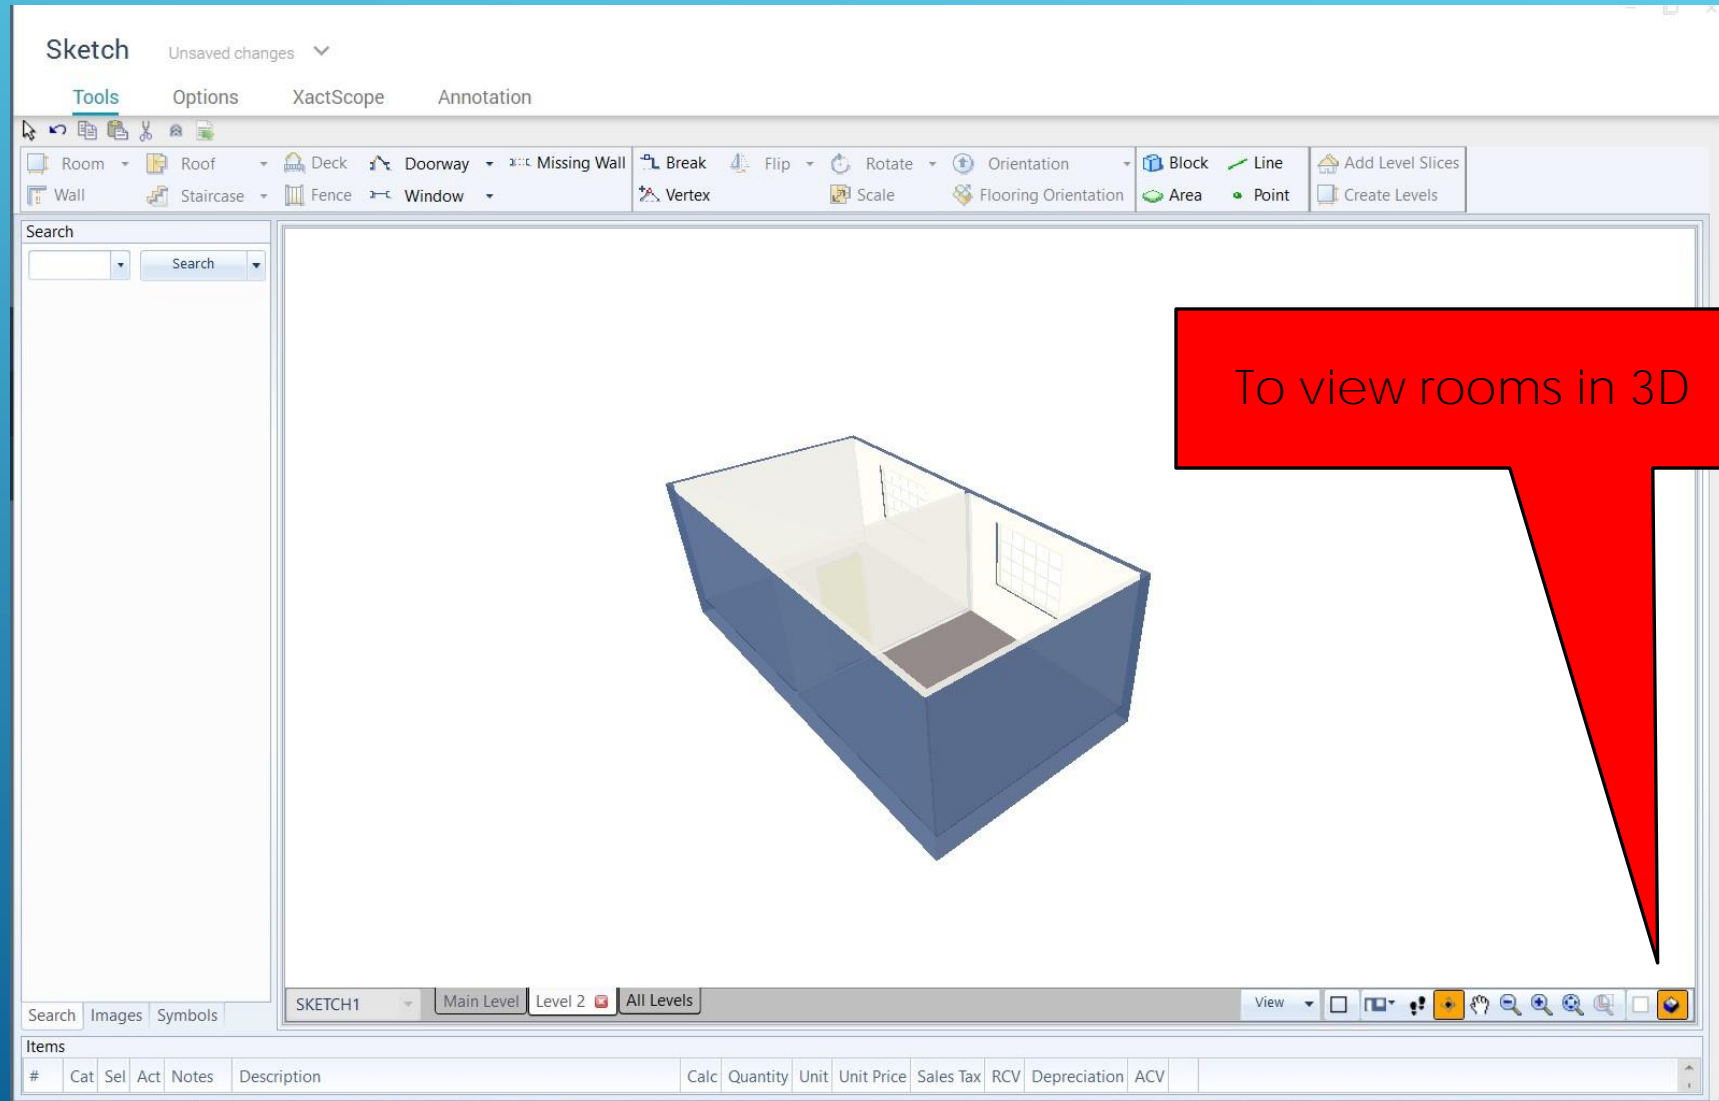 Sketch Unsaved changes
Tools Options XactScope Annotation
Room Roof Deck Doorway Missing Wall Break Flip Rotate Orientation Block Line Add Level Slices
Wall Staircase Fence Window Vertex Scale Flooring Orientation Area Point Create Levels
Search
Search
To view rooms in 3D
SKETCH1 Main Level Level 2 All Levels View
Search Images Symbols
Items
# Cat Sel Act Notes Description Calc Quantity Unit Unit Price Sales Tax RCV Depreciation ACV